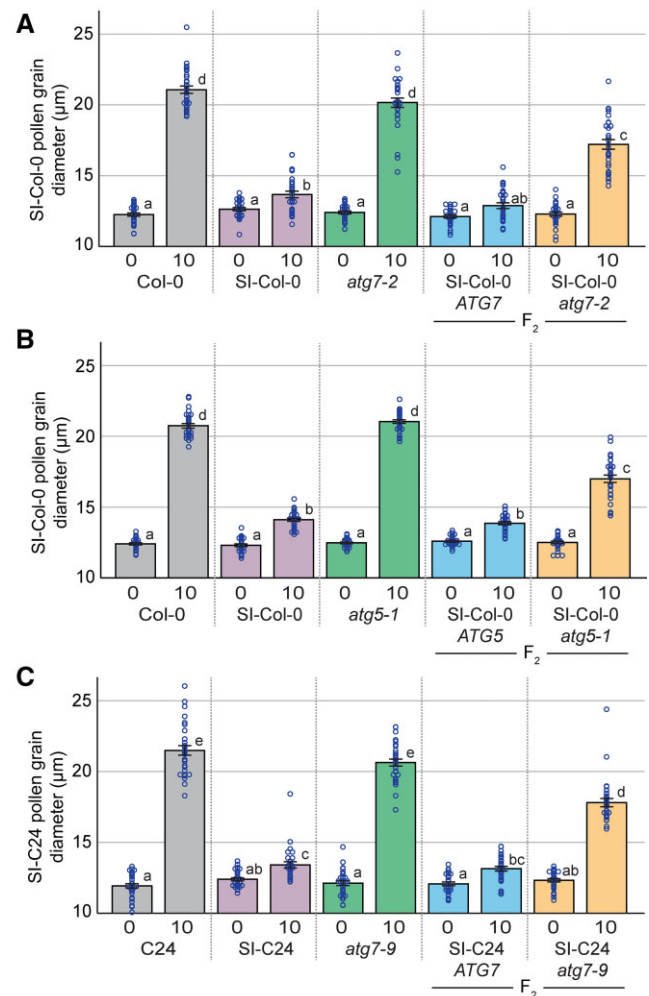 A
SI-Col-0 pollen grain
diameter (µm)
25
20
15
10
a d a b a d a ab a c
0 10 0 10 0 10 0 10 0 10
Col-0 SI-Col-0 atg7-2 SI-Col-0 SI-Col-0
ATG7 atg7-2
F2
B
SI-Col-0 pollen grain
diameter (µm)
25
20
15
10
a d a b a d a b a c
0 10 0 10 0 10 0 10 0 10
Col-0 SI-Col-0 atg5-1 SI-Col-0 SI-Col-0
ATG5 atg5-1
F2
C
SI-C24 pollen grain
diameter (µm)
25
20
15
10
a e ab c a e a bc ab d
0 10 0 10 0 10 0 10 0 10
C24 SI-C24 atg7-9 SI-C24 SI-C24
ATG7 atg7-9
F2